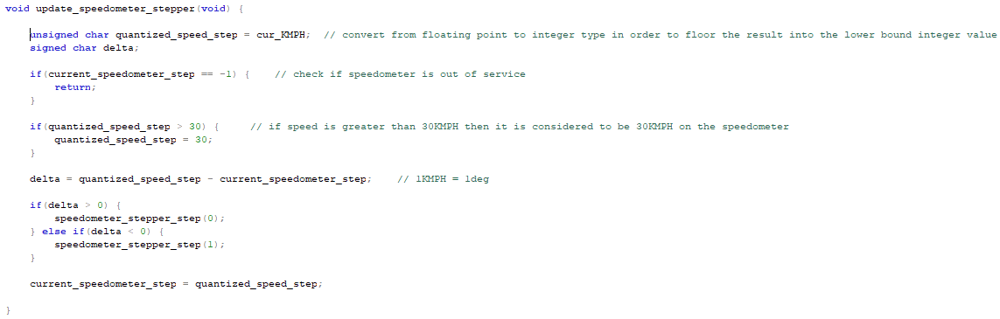 void update_speedometer_stepper(void) {
unsigned char quantized_speed_step = cur_KMPH;  // convert from floating point to integer type in order to floor the result into the lower bound integer value
signed char delta;
if(current_speedometer_step == -1) {    // check if speedometer is out of service
return;
}
if(quantized_speed_step > 30) {     // if speed is greater than 30KMPH then it is considered to be 30KMPH on the speedometer
quantized_speed_step = 30;
}
delta = quantized_speed_step - current_speedometer_step;    // 1KMPH = 1deg
if(delta > 0) {
speedometer_stepper_step(0);
} else if(delta < 0) {
speedometer_stepper_step(1);
}
current_speedometer_step = quantized_speed_step;
}